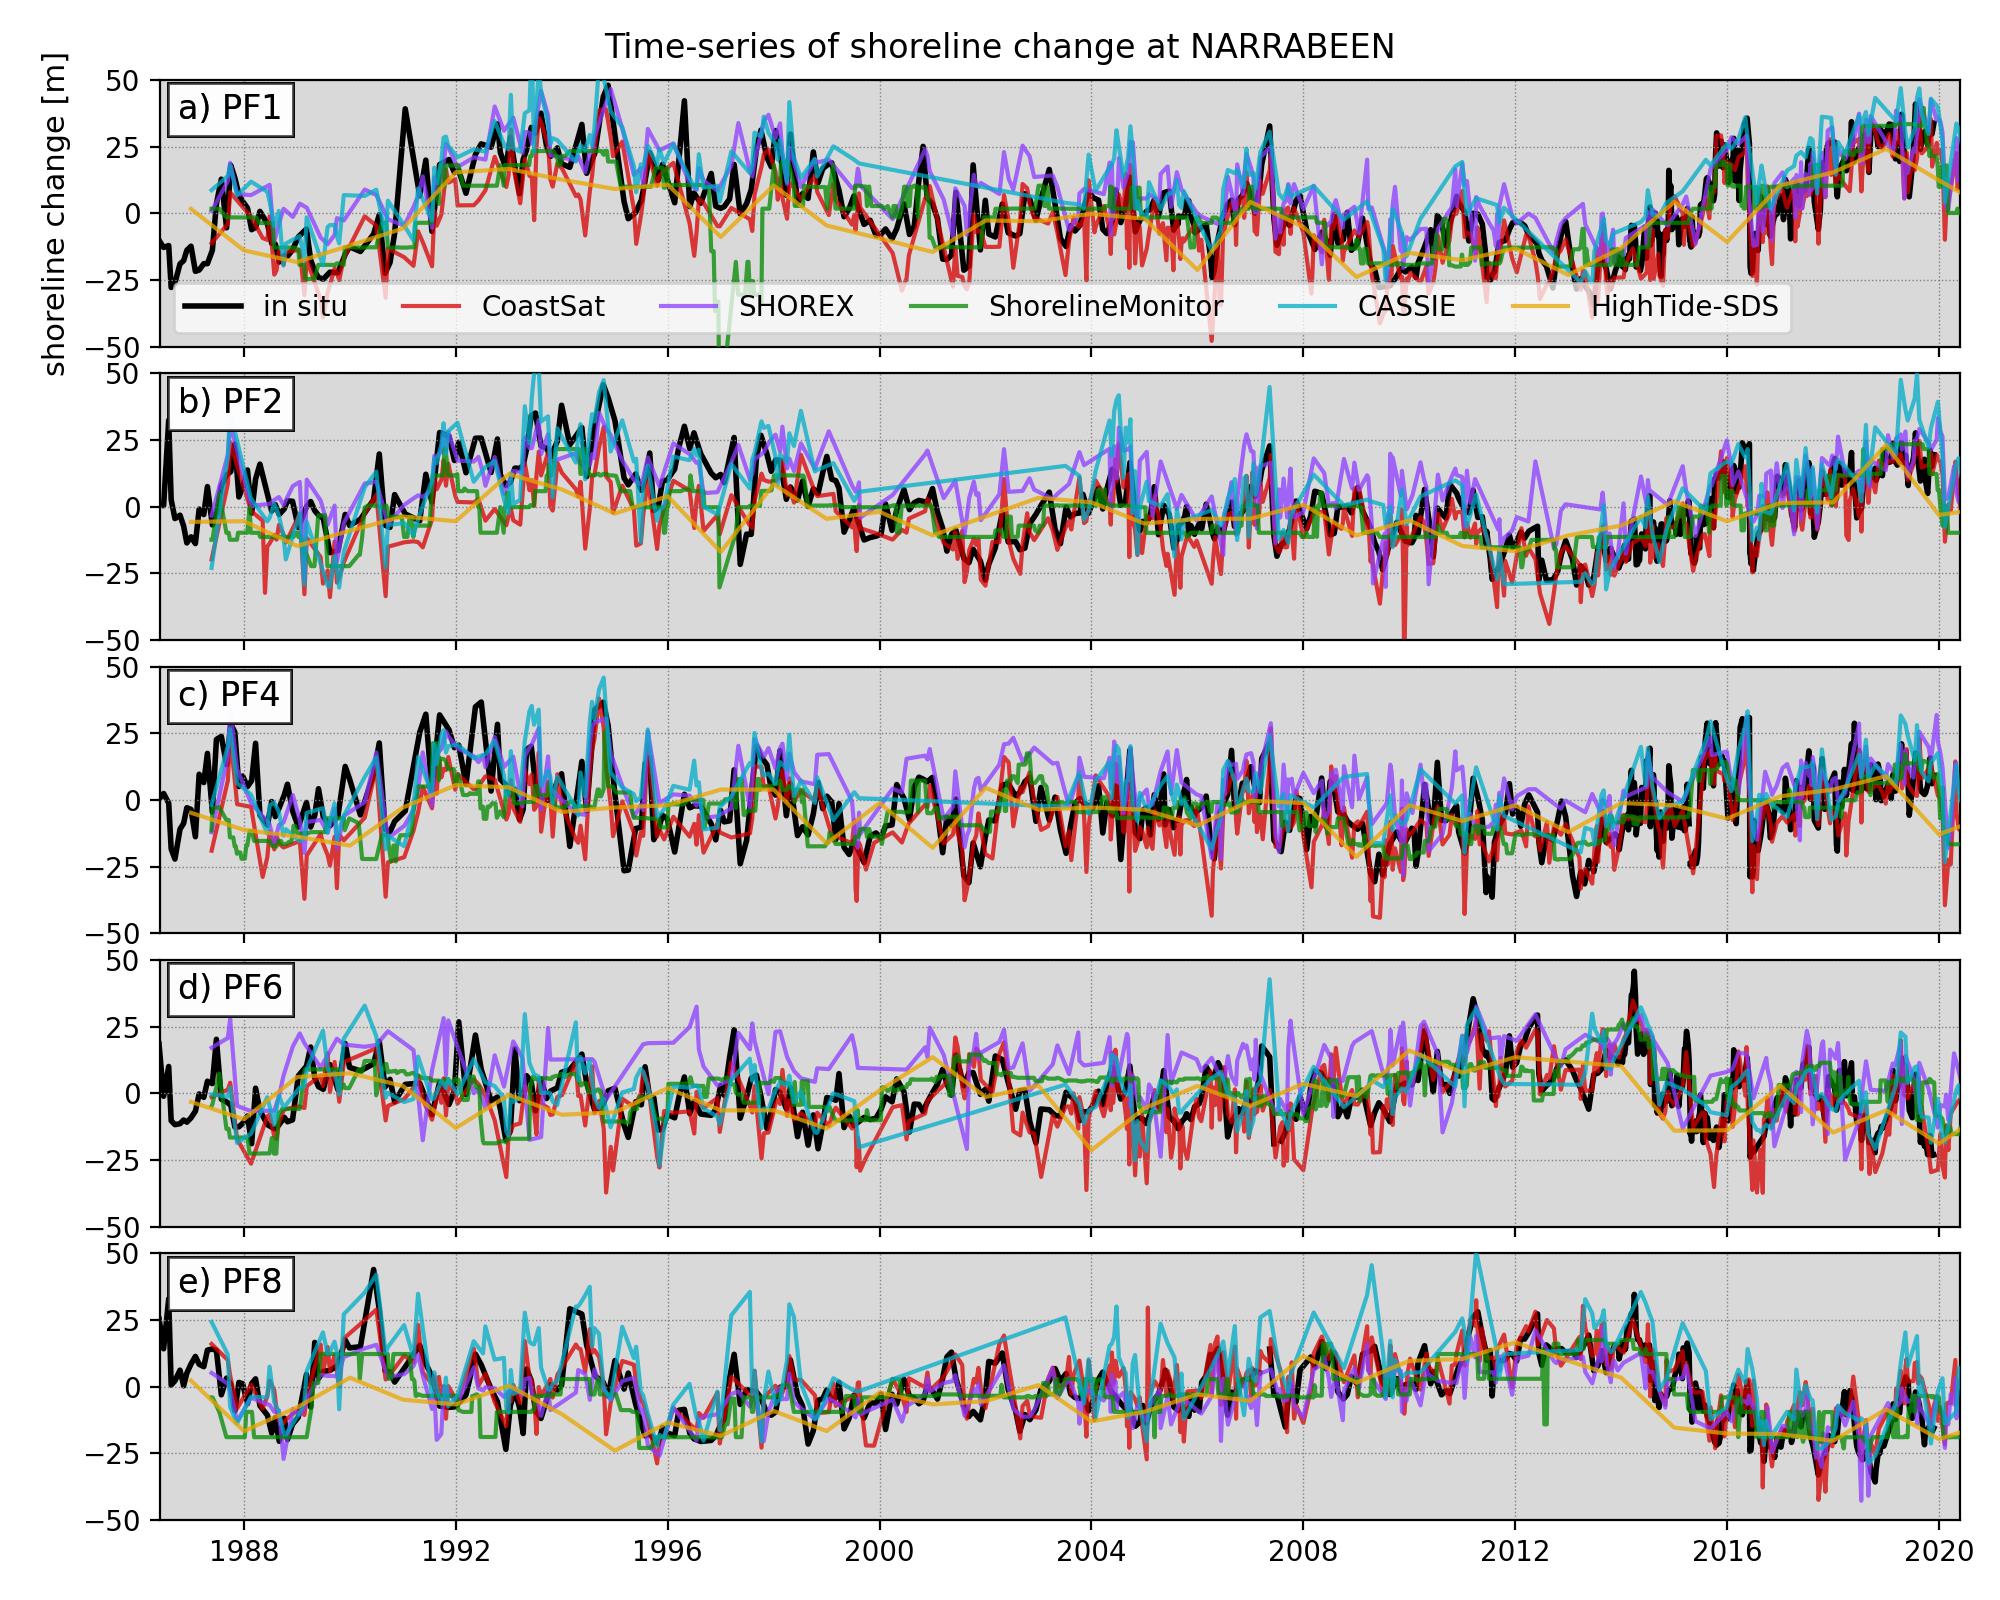 Time-series of shoreline change at NARRABEEN
shoreline change [m]
50
25
0
−25
−50
a) PF1
in situ CoastSat SHOREX ShorelineMonitor CASSIE HighTide-SDS
50
25
0
−25
−50
b) PF2
50
25
0
−25
−50
c) PF4
50
25
0
−25
−50
d) PF6
50
25
0
−25
−50
e) PF8
1988 1992 1996 2000 2004 2008 2012 2016 2020